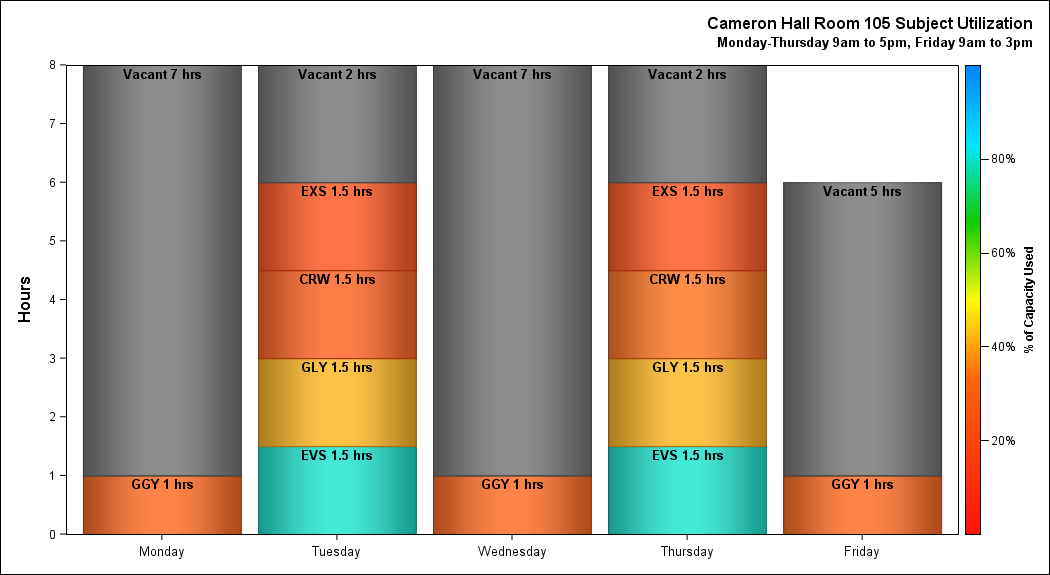 Cameron Hall Room 105 Subject Utilization
Monday-Thursday 9am to 5pm, Friday 9am to 3pm
Hours
8
7
6
5
4
3
2
1
0
Vacant 7 hrs
GGY 1 hrs
Vacant 2 hrs
EXS 1.5 hrs
CRW 1.5 hrs
GLY 1.5 hrs
EVS 1.5 hrs
Vacant 7 hrs
GGY 1 hrs
Vacant 2 hrs
EXS 1.5 hrs
CRW 1.5 hrs
GLY 1.5 hrs
EVS 1.5 hrs
Vacant 5 hrs
GGY 1 hrs
Monday
Tuesday
Wednesday
Thursday
Friday
80%
60%
40%
20%
% of Capacity Used